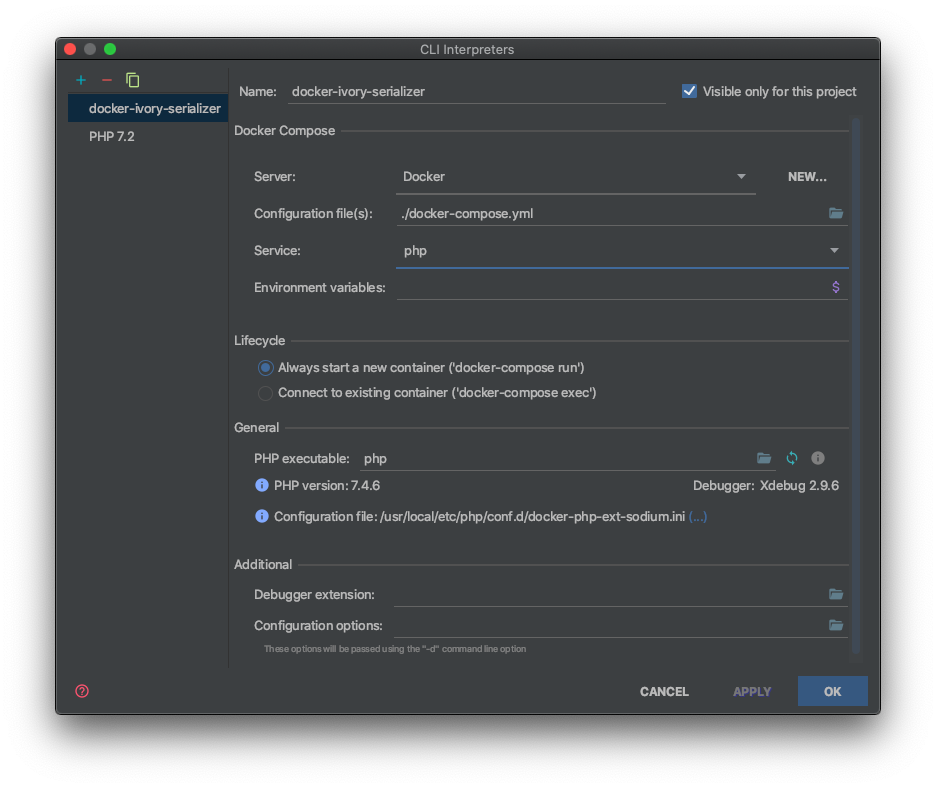 CLI Interpreters
docker-ivory-serializer
PHP 7.2
Name: docker-ivory-serializer
Visible only for this project
Docker Compose
Server: Docker NEW...
Configuration file(s): ./docker-compose.yml
Service: php
Environment variables: $
Lifecycle
Always start a new container ('docker-compose run')
Connect to existing container ('docker-compose exec')
General
PHP executable: php
PHP version: 7.4.6 Debugger: Xdebug 2.9.6
Configuration file: /usr/local/etc/php/conf.d/docker-php-ext-sodium.ini (...)
Additional
Debugger extension:
Configuration options:
These options will be passed using the "-d" command line option
CANCEL APPLY OK